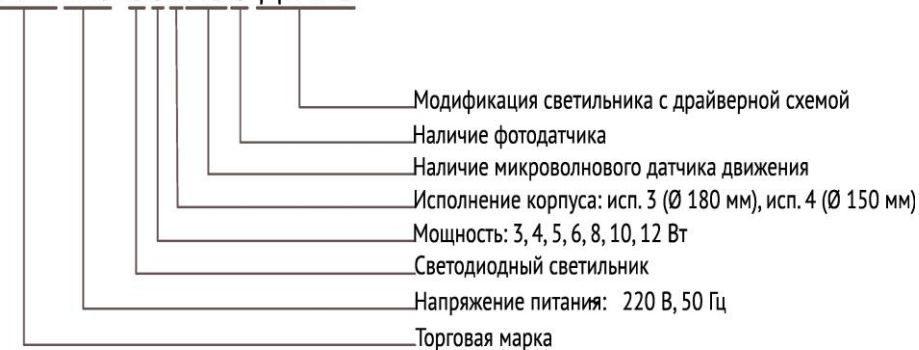 Модификация светильника с драйверной схемой
Наличие фотодатчика
Наличие микроволнового датчика движения
Исполнение корпуса: исп. 3 (Ø 180 мм), исп. 4 (Ø 150 мм)
Мощность: 3, 4, 5, 6, 8, 10, 12 Вт
Светодиодный светильник
Напряжение питания: 220 В, 50 Гц
Торговая марка